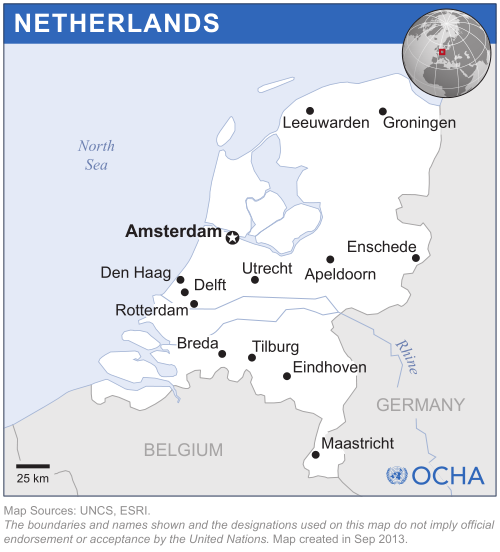 NETHERLANDS
North
Sea
Leeuwarden
Groningen
Amsterdam
Enschede
Den Haag
Utrecht
Apeldoorn
Delft
Rotterdam
Rhine
Breda
Tilburg
Eindhoven
GERMANY
BELGIUM
Maastricht
25 km
OCHA
Map Sources: UNCS, ESRI.
The boundaries and names shown and the designations used on this map do not imply official
endorsement or acceptance by the United Nations. Map created in Sep 2013.